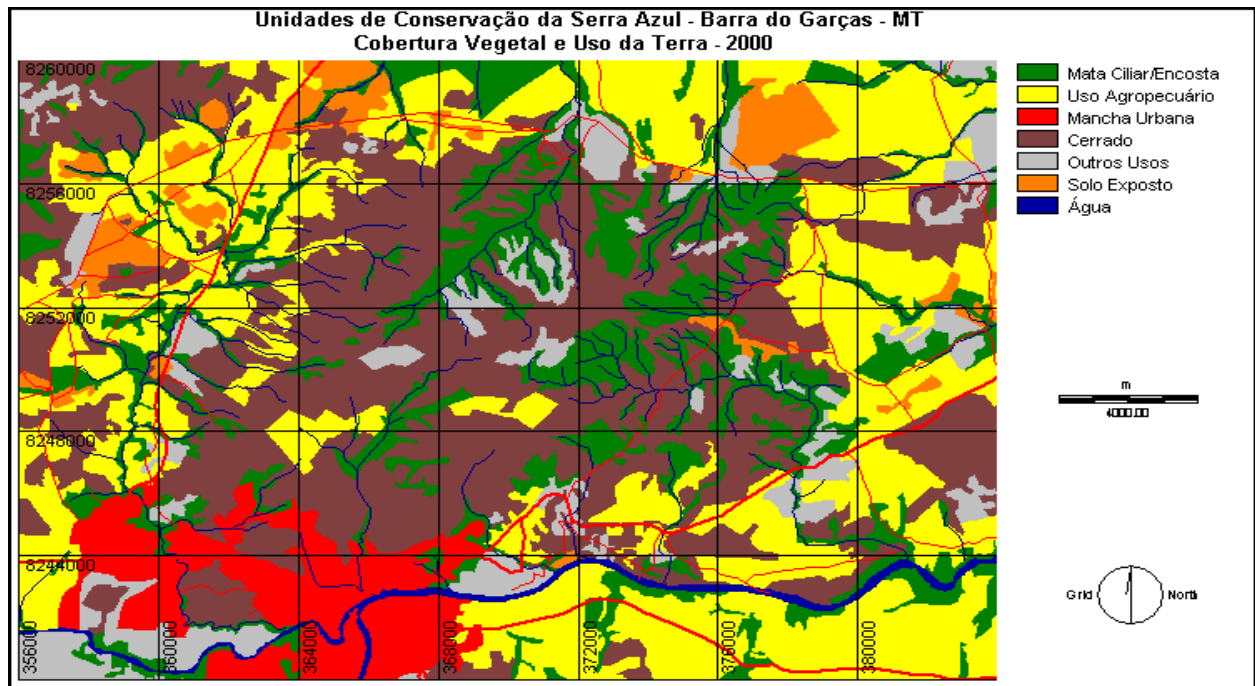 Unidades de Conservação da Serra Azul - Barra do Garças - MT
Cobertura Vegetal e Uso da Terra - 2000
8260000
8256000
8252000
8248000
8244000
356000
360000
364000
368000
372000
376000
380000
Mata Ciliar/Encosta
Uso Agropecuário
Mancha Urbana
Cerrado
Outros Usos
Solo Exposto
Água
m
4000.00
Grid North